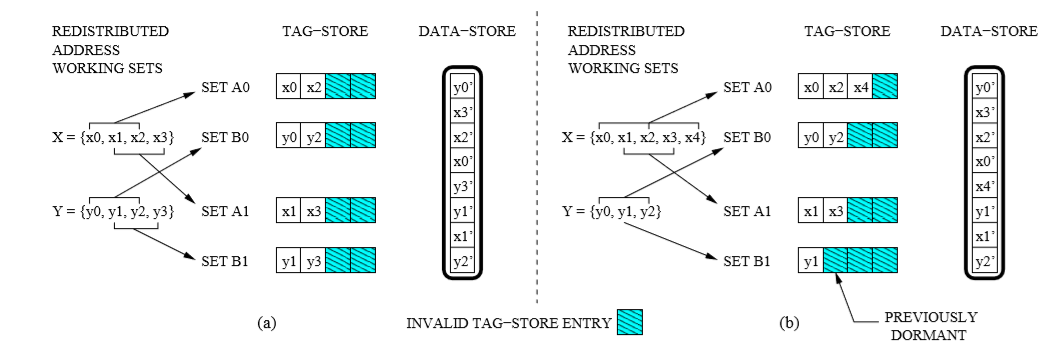 REDISTRIBUTED
ADDRESS
WORKING SETS
TAG−STORE
DATA−STORE
SET A0
x0 x2
X = {x0, x1, x2, x3}
SET B0
y0 y2
Y = {y0, y1, y2, y3}
SET A1
x1 x3
SET B1
y1 y3
y0’
x3’
x2’
x0’
y3’
y1’
x1’
y2’
(a)
REDISTRIBUTED
ADDRESS
WORKING SETS
TAG−STORE
DATA−STORE
SET A0
x0 x2 x4
X = {x0, x1, x2, x3, x4}
SET B0
y0 y2
Y = {y0, y1, y2}
SET A1
x1 x3
SET B1
y1
y0’
x3’
x2’
x0’
x4’
y1’
x1’
y2’
(b)
PREVIOUSLY
DORMANT
INVALID TAG−STORE ENTRY